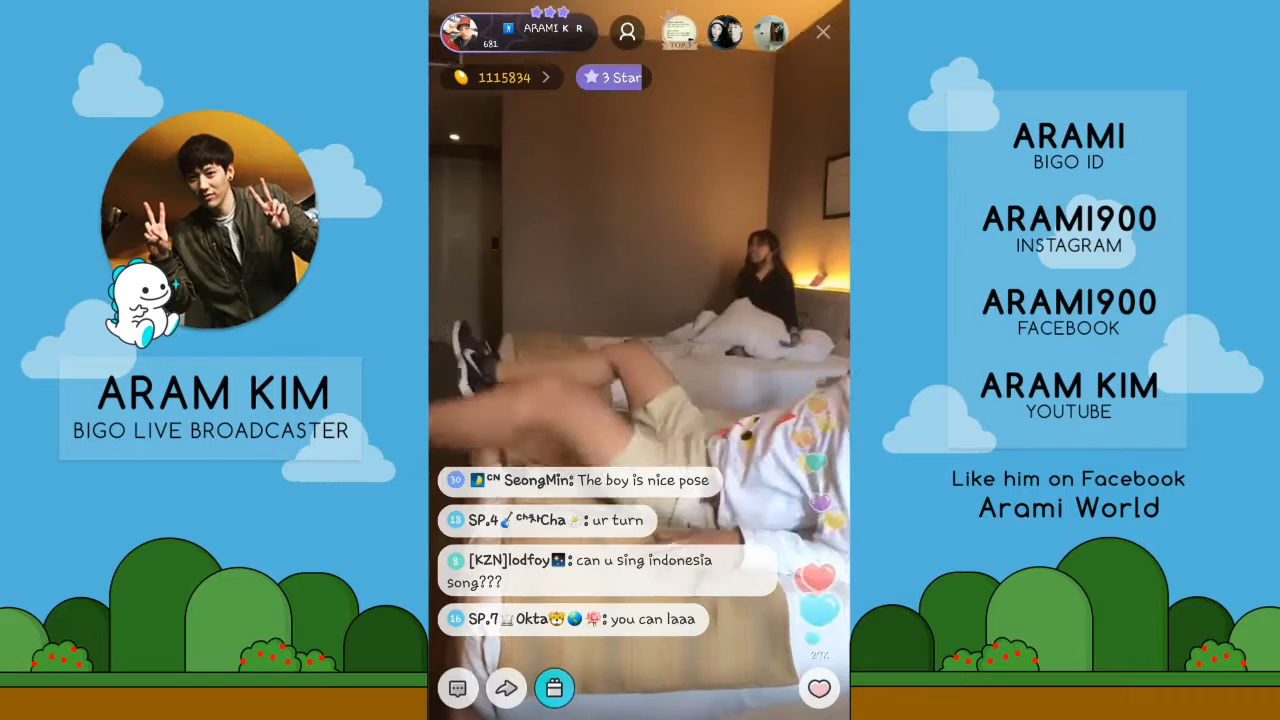 ARAMI K R
681
TOP.3
1115834
3 Star
ARAM KIM
BIGO LIVE BROADCASTER
30 CN SeongMin: The boy is nice pose
18 SP.4 Cha: ur turn
8 [KZN]lodfoy: can u sing indonesia
song???
16 SP.7 Okta: you can laaa
ARAMI
BIGO ID
ARAMI900
INSTAGRAM
ARAMI900
FACEBOOK
ARAM KIM
YOUTUBE
Like him on Facebook
Arami World